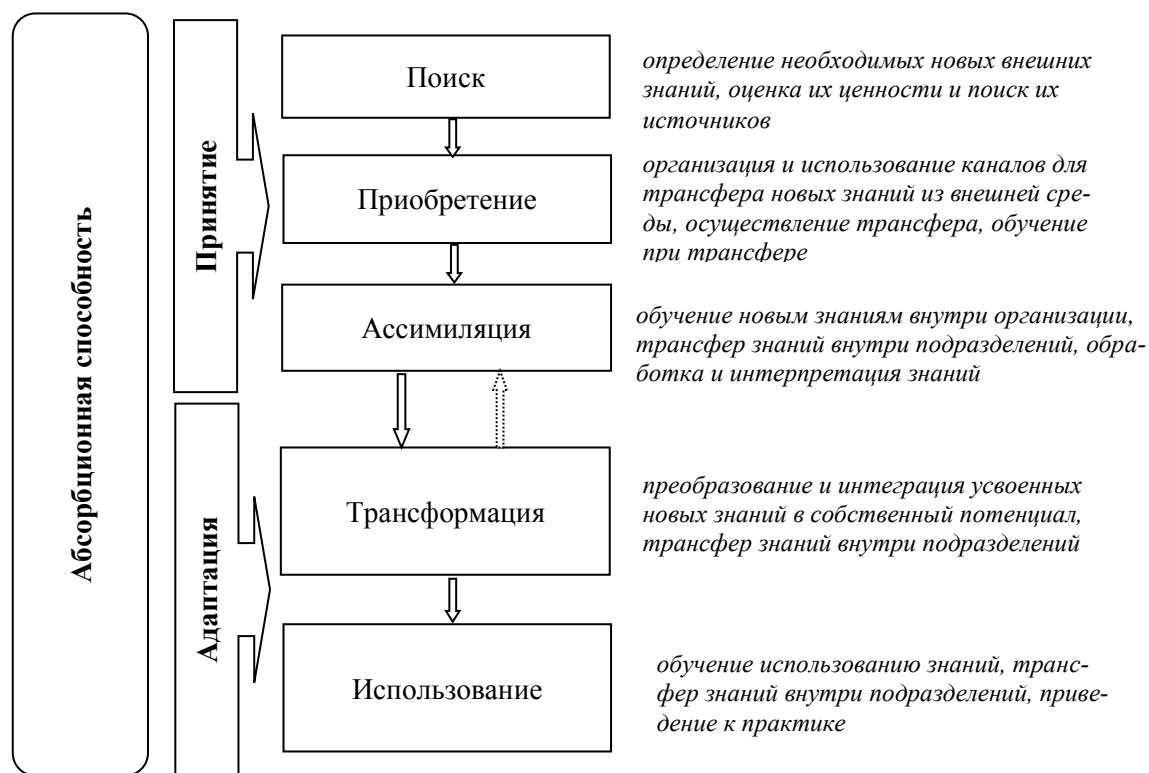 Абсорбционная способность
Принятие
Поиск
определение необходимых новых внешних
знаний, оценка их ценности и поиск их
источников
Приобретение
организация и использование каналов для
трансфера новых знаний из внешней сре-
ды, осуществление трансфера, обучение
при трансфере
Ассимиляция
обучение новым знаниям внутри организации,
трансфер знаний внутри подразделений, обра-
ботка и интерпретация знаний
Адаптация
Трансформация
преобразование и интеграция усвоенных
новых знаний в собственный потенциал,
трансфер знаний внутри подразделений
Использование
обучение использованию знаний, транс-
фер знаний внутри подразделений, приве-
дение к практике